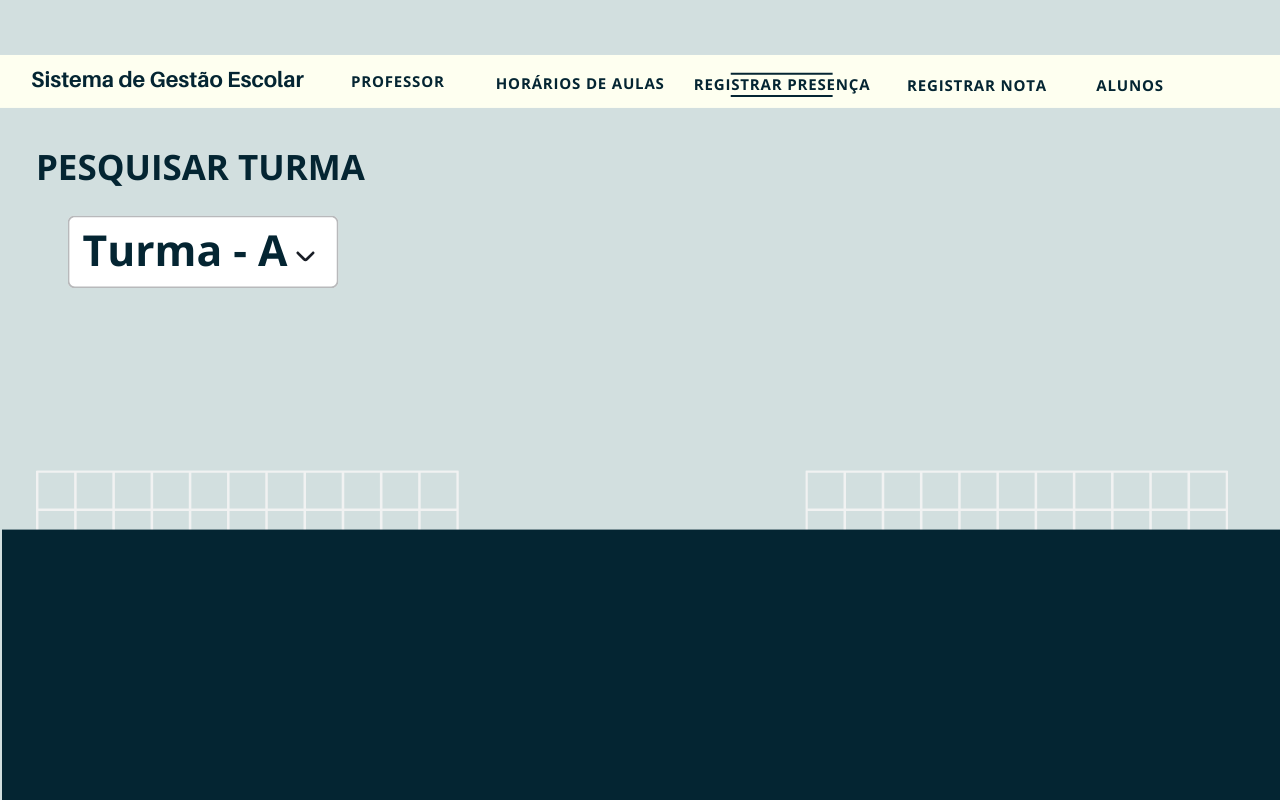 Sistema de Gestão Escolar PROFESSOR HORÁRIOS DE AULAS REGISTRAR PRESENÇA REGISTRAR NOTA ALUNOS
PESQUISAR TURMA
Turma - A